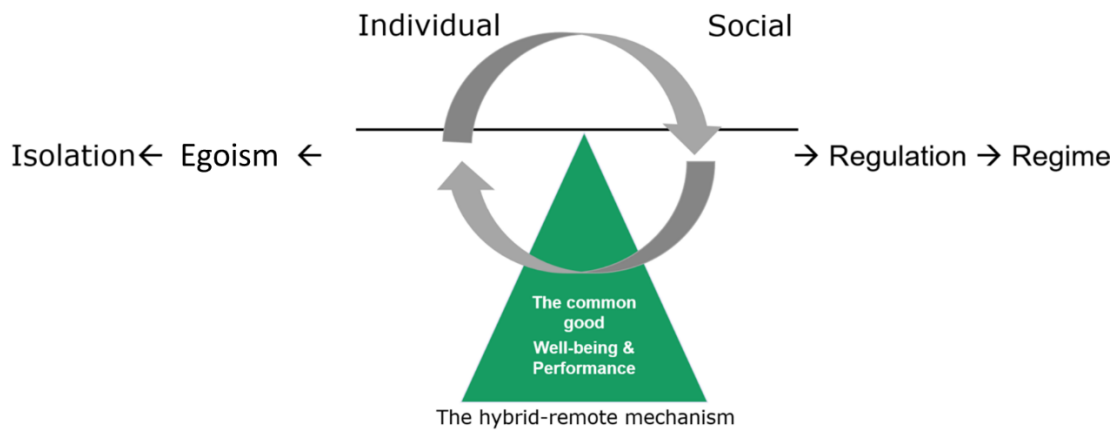 Individual
Social
Isolation← Egoism ←
→ Regulation → Regime
The common
good
Well-being &
Performance
The hybrid-remote mechanism